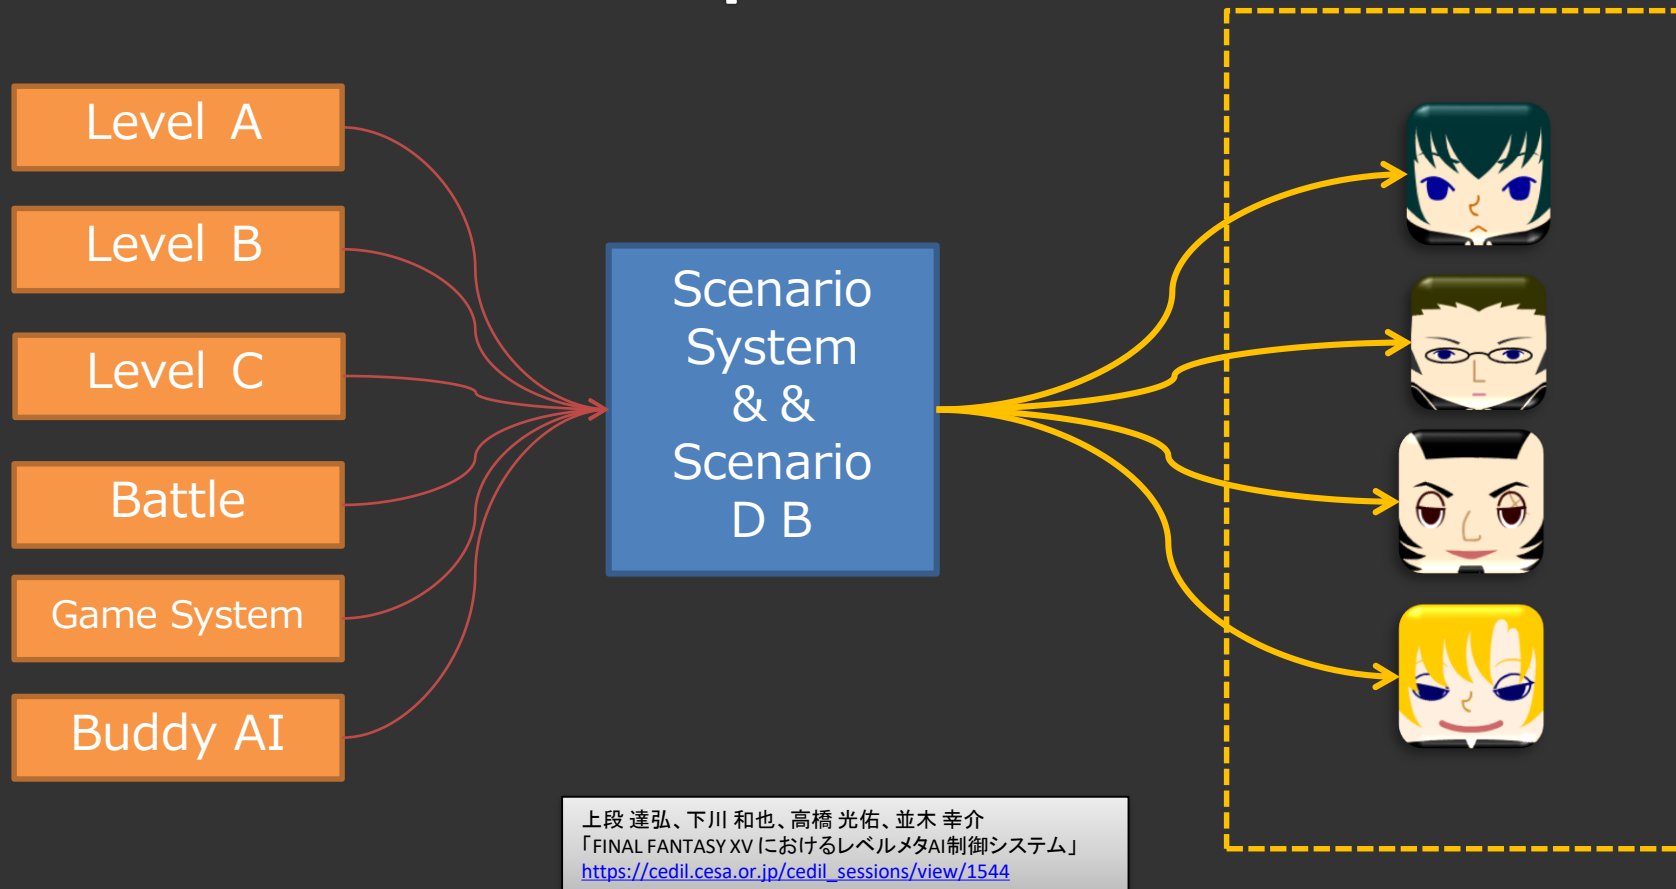 Level A
Level B
Level C
Battle
Game System
Buddy AI
Scenario
System
& &
Scenario
D B
上段 達弘、下川 和也、高橋 光佑、並木 幸介
「FINAL FANTASY XV におけるレベルメタAI制御システム」
https://cedil.cesa.or.jp/cedil_sessions/view/1544